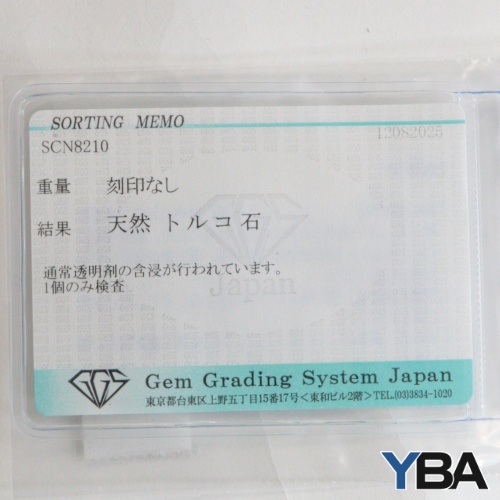 SORTING MEMO
SCN8210
12082025
重量 刻印なし
結果 天然 トルコ石
通常透明剤の含浸が行われています。
1個のみ検査
Japan
GGS
Gem Grading System Japan
東京都台東区上野五丁目15番17号＜東和ビル2階＞TEL.(03)3834-1020
YBA